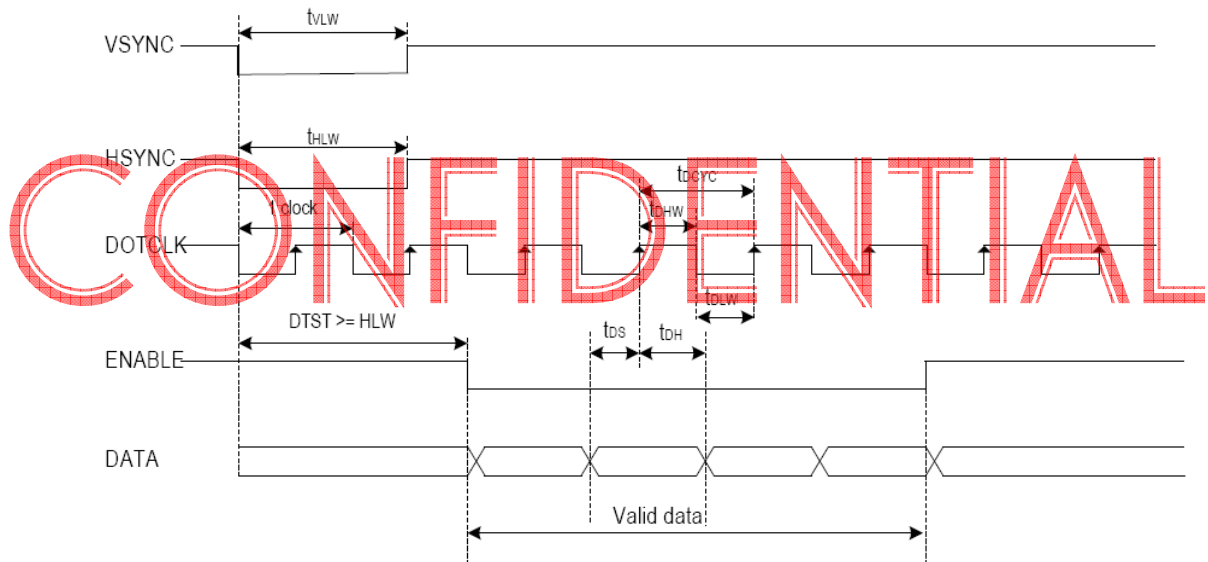 tVLW
VSYNC
tHLW
HSYNC
CONFIDENTIAL
tDCYC
1 clock
tDHW
DOTCLK
tDLW
DTST >= HLW
tDS
tDH
ENABLE
DATA
Valid data